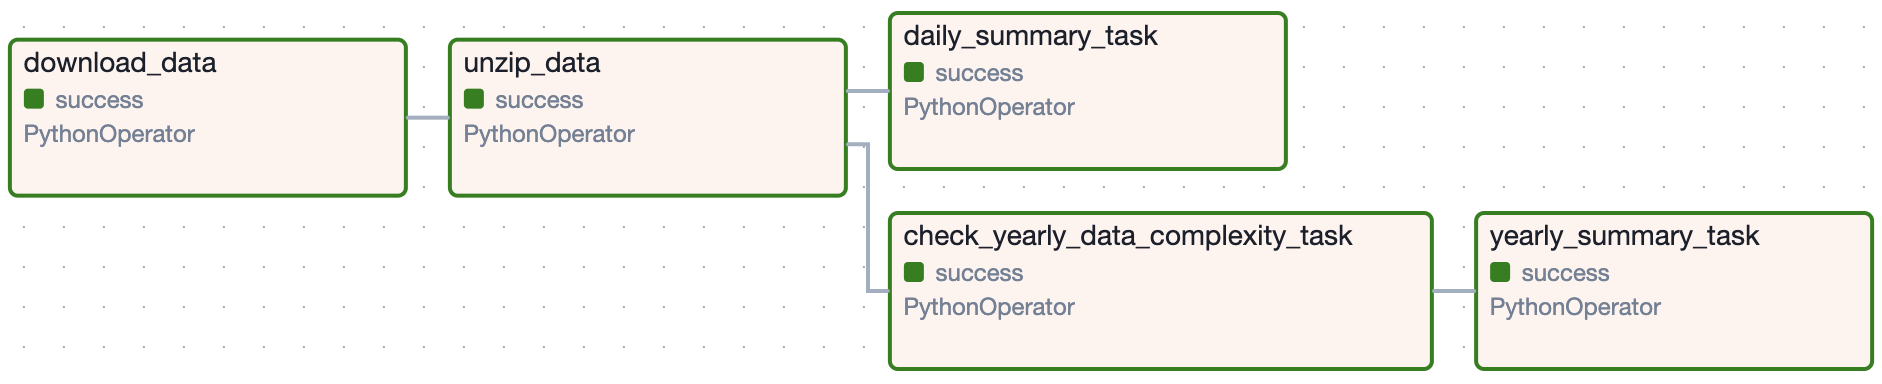 download_data
success
PythonOperator
unzip_data
success
PythonOperator
daily_summary_task
success
PythonOperator
check_yearly_data_complexity_task
success
PythonOperator
yearly_summary_task
success
PythonOperator